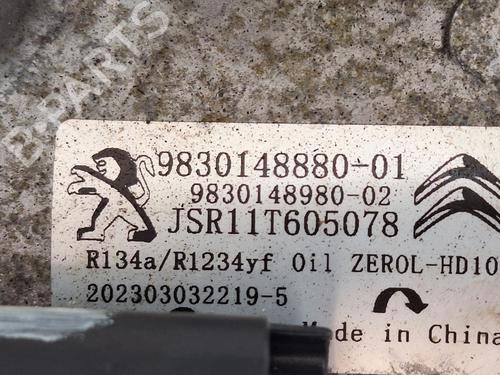 9830148880-01
9830148980-02
JSR11T605078
R134a/R1234yf Oil ZEROL-HD10
202303032219-5
Made in China
B-PARTS